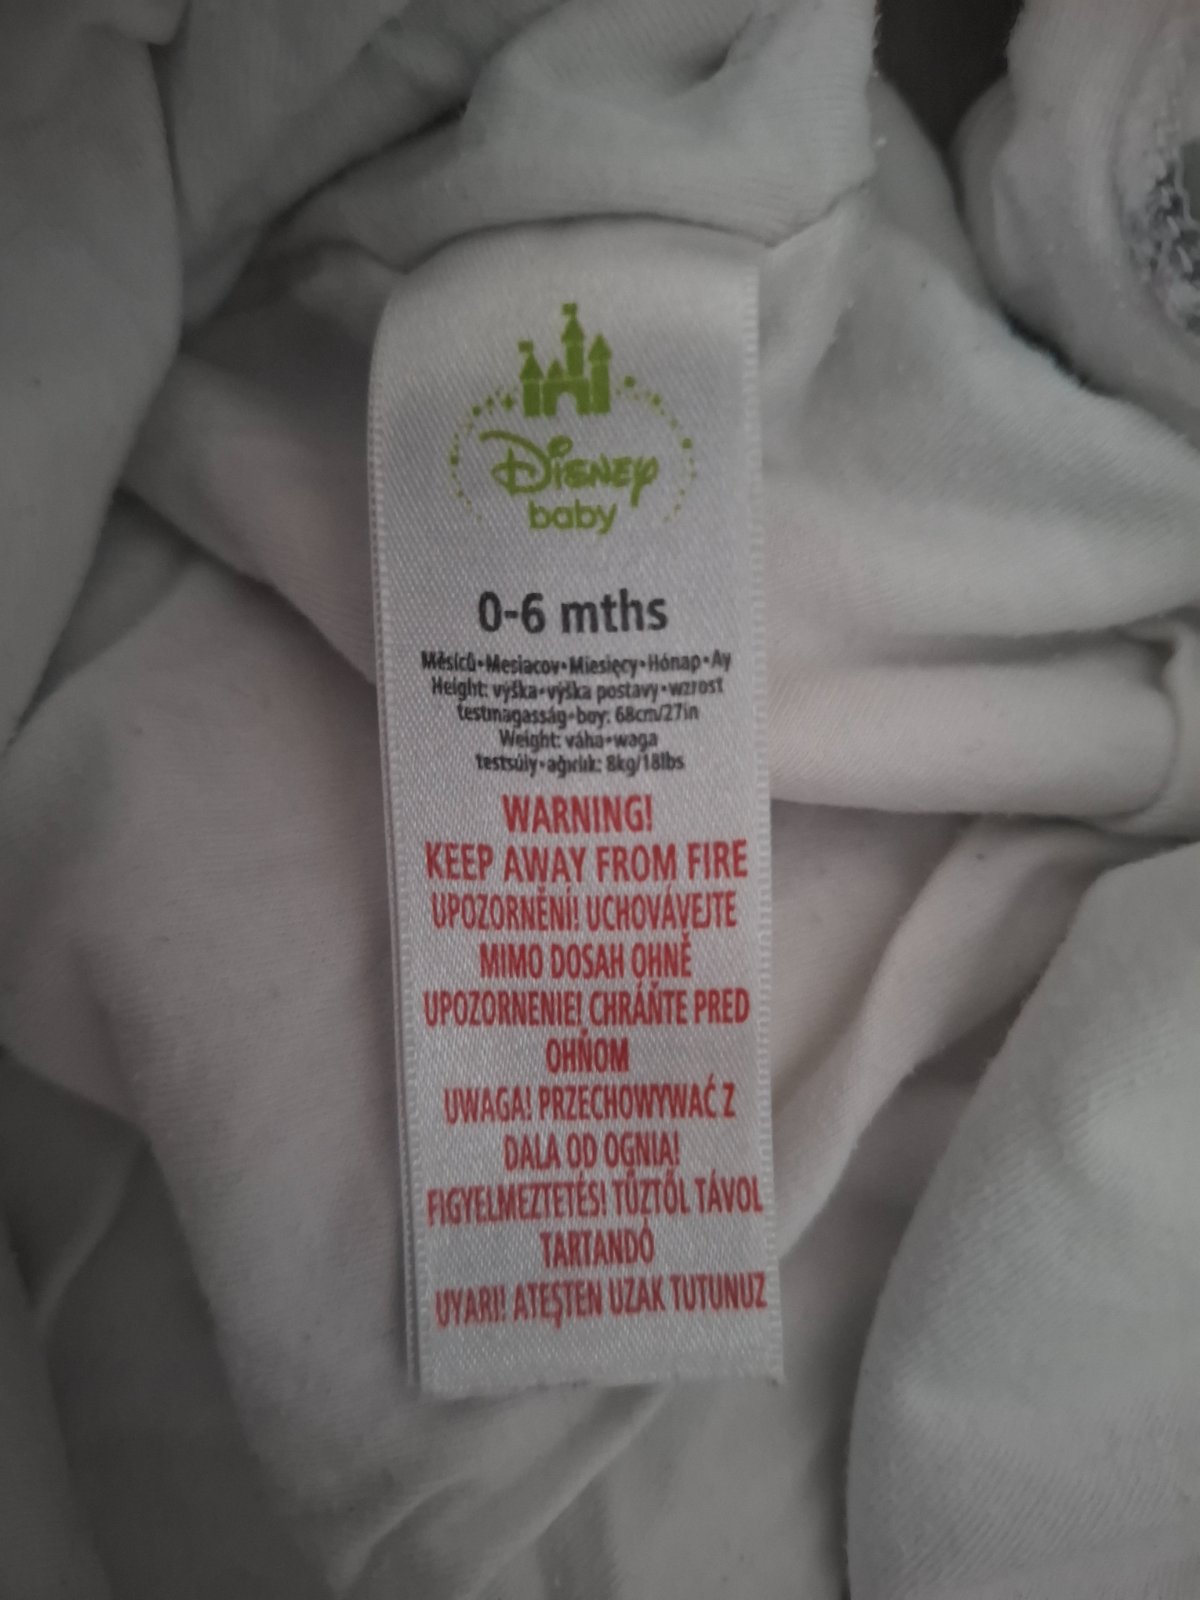 Disney
baby
0-6 mths
Měsíců•Mesiacov•Miesięcy•Hónap•Ay
Height: výška•výška postavy•wzrost
testmagasság•boy: 68cm/27in
Weight: váha•waga
testsúly•ağırlık: 8kg/18lbs
WARNING!
KEEP AWAY FROM FIRE
UPOZORNĚNÍ! UCHOVÁVEJTE
MIMO DOSAH OHNĚ
UPOZORNENIE! CHRÁŇTE PRED
OHŇOM
UWAGA! PRZECHOWYWAĆ Z
DALA OD OGNIA!
FIGYELMEZTETÉS! TŰZTŐL TÁVOL
TARTANDÓ
UYARI! ATEŞTEN UZAK TUTUNUZ